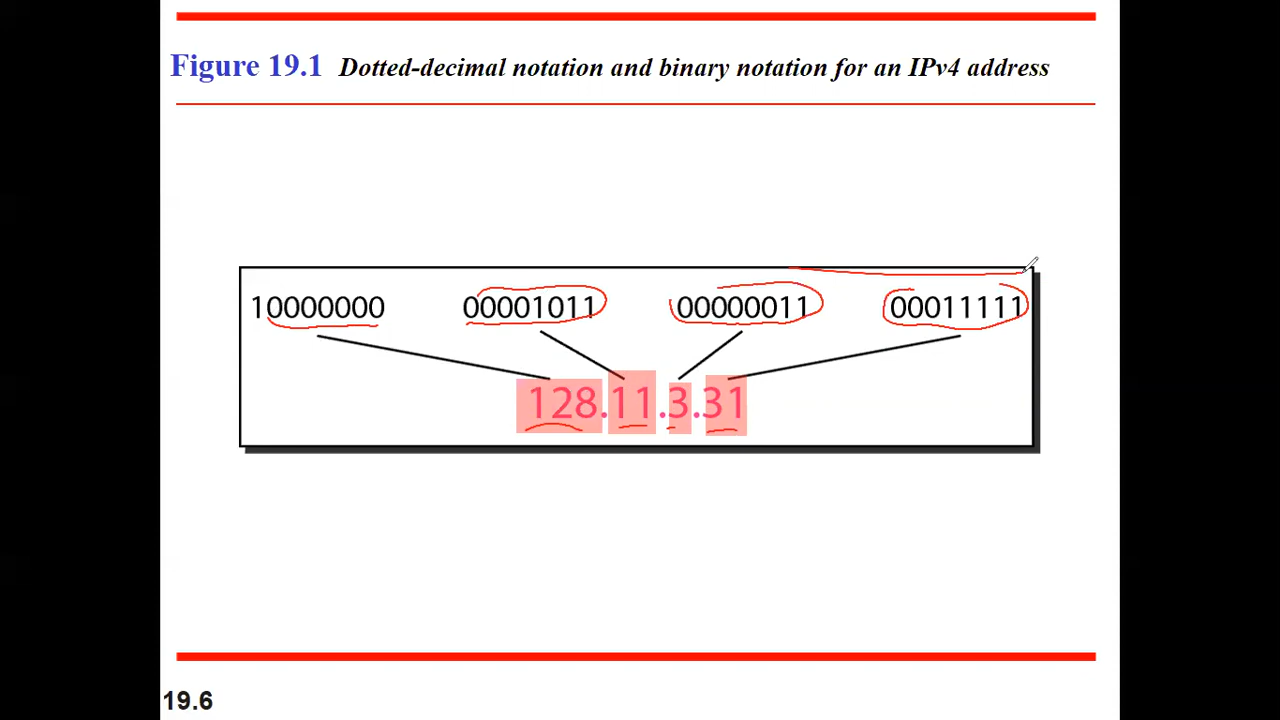 Figure 19.1 Dotted-decimal notation and binary notation for an IPv4 address
10000000 00001011 00000011 00011111
128.11.3.31
19.6